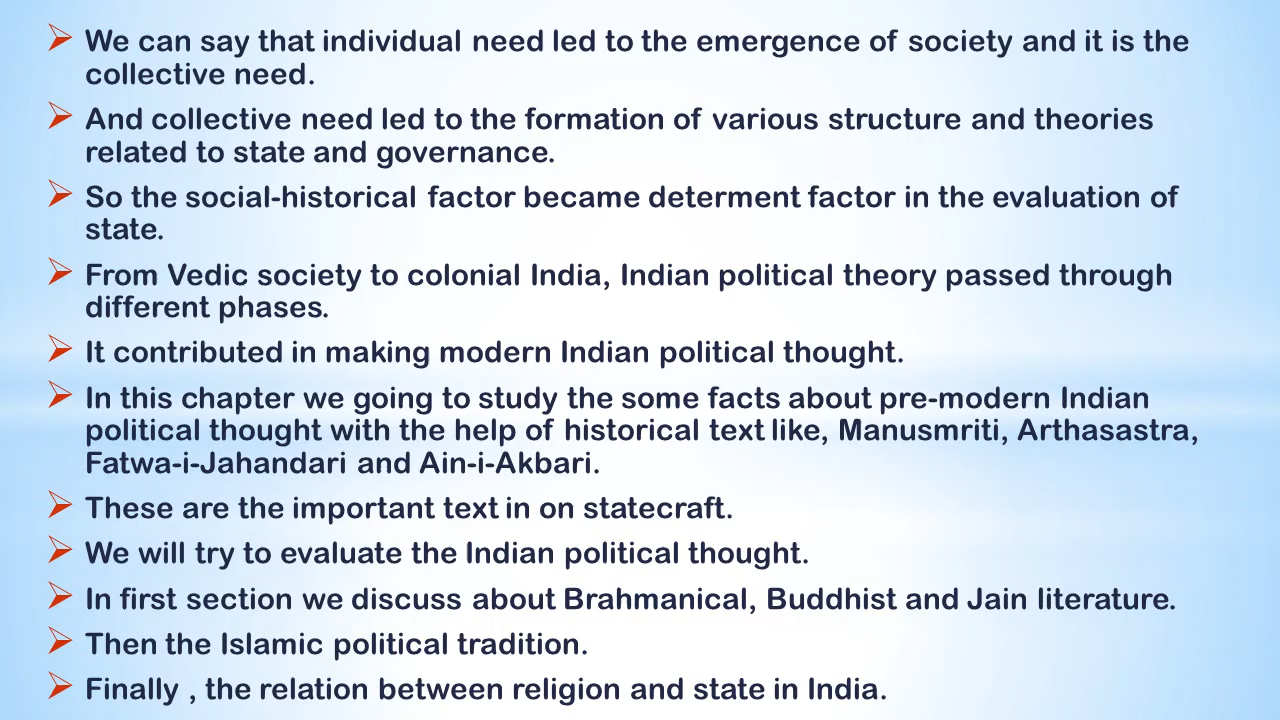 We can say that individual need led to the emergence of society and it is the
collective need.
And collective need led to the formation of various structure and theories
related to state and governance.
So the social-historical factor became determent factor in the evaluation of
state.
From Vedic society to colonial India, Indian political theory passed through
different phases.
It contributed in making modern Indian political thought.
In this chapter we going to study the some facts about pre-modern Indian
political thought with the help of historical text like, Manusmriti, Arthasastra,
Fatwa-i-Jahandari and Ain-i-Akbari.
These are the important text in on statecraft.
We will try to evaluate the Indian political thought.
In first section we discuss about Brahmanical, Buddhist and Jain literature.
Then the Islamic political tradition.
Finally , the relation between religion and state in India.